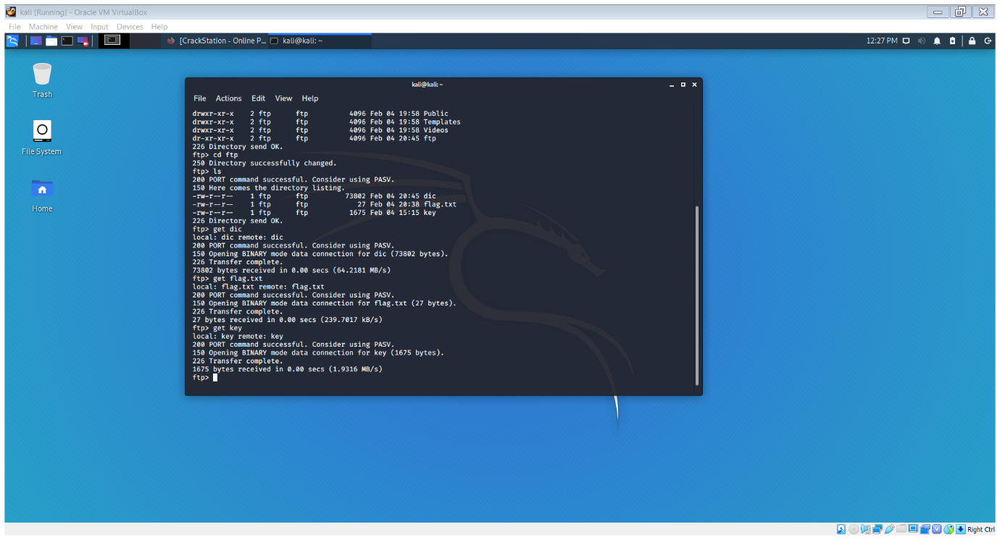 kali [Running] - Oracle VM VirtualBox
File Machine View Input Devices Help
[CrackStation - Online P... kali@kali: ~ 12:27 PM
Trash
File System
Home
kali@kali: ~
File Actions Edit View Help
drwxr-xr-x 2 ftp ftp 4096 Feb 04 19:58 Public
drwxr-xr-x 2 ftp ftp 4096 Feb 04 19:58 Templates
drwxr-xr-x 2 ftp ftp 4096 Feb 04 19:58 Videos
dr-xr-xr-x 2 ftp ftp 4096 Feb 04 20:45 ftp
226 Directory send OK.
ftp> cd ftp
250 Directory successfully changed.
ftp> ls
200 PORT command successful. Consider using PASV.
150 Here comes the directory listing.
-rw-r--r-- 1 ftp ftp 73802 Feb 04 20:45 dic
-rw-r--r-- 1 ftp ftp 27 Feb 04 20:38 flag.txt
-rw-r--r-- 1 ftp ftp 1675 Feb 04 15:15 key
226 Directory send OK.
ftp> get dic
local: dic remote: dic
200 PORT command successful. Consider using PASV.
150 Opening BINARY mode data connection for dic (73802 bytes).
226 Transfer complete.
73802 bytes received in 0.00 secs (64.2181 MB/s)
ftp> get flag.txt
local: flag.txt remote: flag.txt
200 PORT command successful. Consider using PASV.
150 Opening BINARY mode data connection for flag.txt (27 bytes).
226 Transfer complete.
27 bytes received in 0.00 secs (239.7017 kB/s)
ftp> get key
local: key remote: key
200 PORT command successful. Consider using PASV.
150 Opening BINARY mode data connection for key (1675 bytes).
226 Transfer complete.
1675 bytes received in 0.00 secs (1.9316 MB/s)
ftp>
Right Ctrl